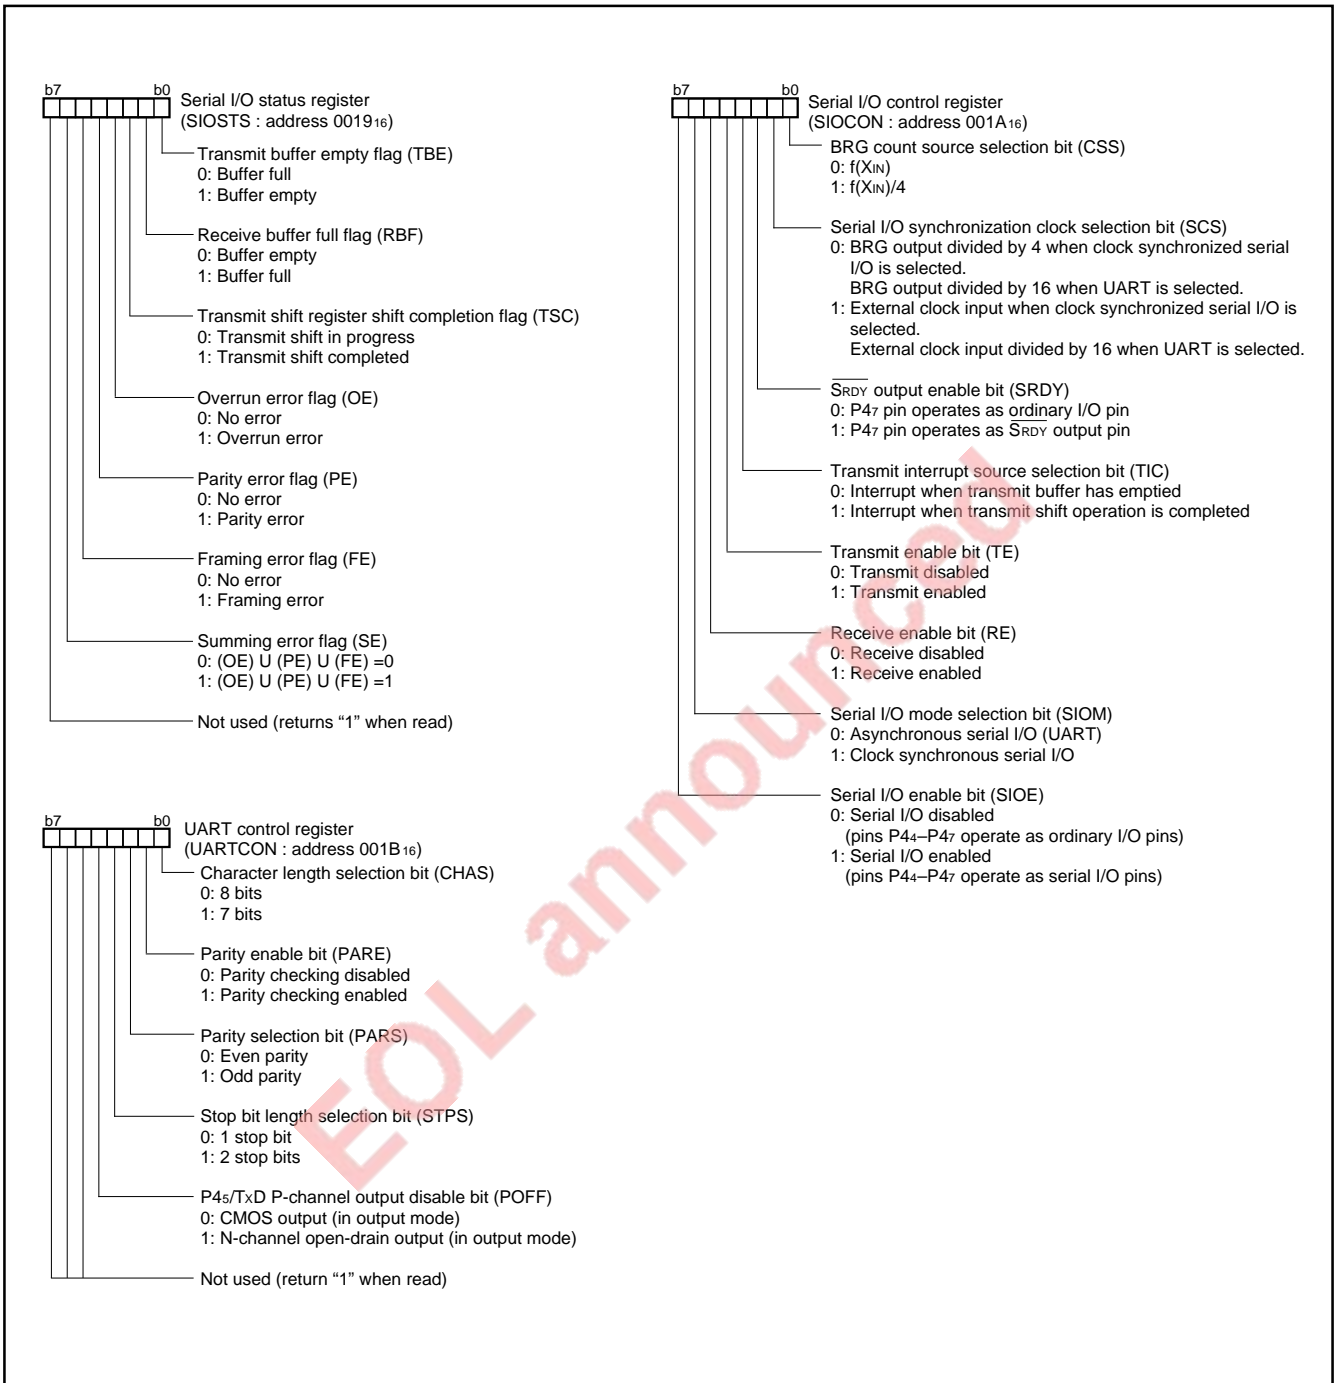 b7 b0
Serial I/O status register
(SIOSTS : address 0019₁₆)
Transmit buffer empty flag (TBE)
0: Buffer full
1: Buffer empty
Receive buffer full flag (RBF)
0: Buffer empty
1: Buffer full
Transmit shift register shift completion flag (TSC)
0: Transmit shift in progress
1: Transmit shift completed
Overrun error flag (OE)
0: No error
1: Overrun error
Parity error flag (PE)
0: No error
1: Parity error
Framing error flag (FE)
0: No error
1: Framing error
Summing error flag (SE)
0: (OE) U (PE) U (FE) =0
1: (OE) U (PE) U (FE) =1
Not used (returns “1” when read)
b7 b0
UART control register
(UARTCON : address 001B₁₆)
Character length selection bit (CHAS)
0: 8 bits
1: 7 bits
Parity enable bit (PARE)
0: Parity checking disabled
1: Parity checking enabled
Parity selection bit (PARS)
0: Even parity
1: Odd parity
Stop bit length selection bit (STPS)
0: 1 stop bit
1: 2 stop bits
P4₅/TxD P-channel output disable bit (POFF)
0: CMOS output (in output mode)
1: N-channel open-drain output (in output mode)
Not used (return “1” when read)
b7 b0
Serial I/O control register
(SIOCON : address 001A₁₆)
BRG count source selection bit (CSS)
0: f(XIN)
1: f(XIN)/4
Serial I/O synchronization clock selection bit (SCS)
0: BRG output divided by 4 when clock synchronized serial
I/O is selected.
BRG output divided by 16 when UART is selected.
1: External clock input when clock synchronized serial I/O is
selected.
External clock input divided by 16 when UART is selected.
S̅R̅D̅Y̅ output enable bit (SRDY)
0: P4₇ pin operates as ordinary I/O pin
1: P4₇ pin operates as S̅R̅D̅Y̅ output pin
Transmit interrupt source selection bit (TIC)
0: Interrupt when transmit buffer has emptied
1: Interrupt when transmit shift operation is completed
Transmit enable bit (TE)
0: Transmit disabled
1: Transmit enabled
Receive enable bit (RE)
0: Receive disabled
1: Receive enabled
Serial I/O mode selection bit (SIOM)
0: Asynchronous serial I/O (UART)
1: Clock synchronous serial I/O
Serial I/O enable bit (SIOE)
0: Serial I/O disabled
(pins P4₄–P4₇ operate as ordinary I/O pins)
1: Serial I/O enabled
(pins P4₄–P4₇ operate as serial I/O pins)
EOL announced